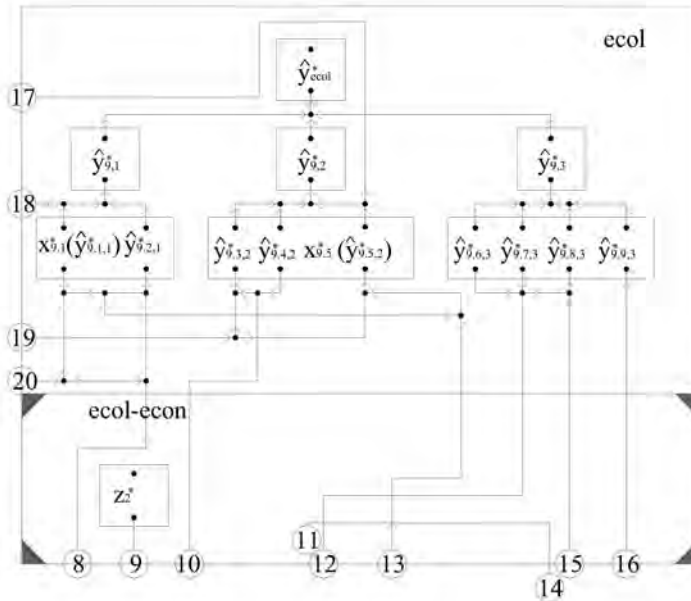 ecol
17
ŷ*ecol
ŷ*9,1
ŷ*9,2
ŷ*9,3
18
x*9.1(ŷ*9.1,1) ŷ*9.2,1
ŷ*9.3,2 ŷ*9.4,2 x*9.5 (ŷ*9.5,2)
ŷ*9.6,3 ŷ*9.7,3 ŷ*9.8,3 ŷ*9.9,3
19
20
ecol-econ
z2*
11
8 9 10 12 13 15 16
14